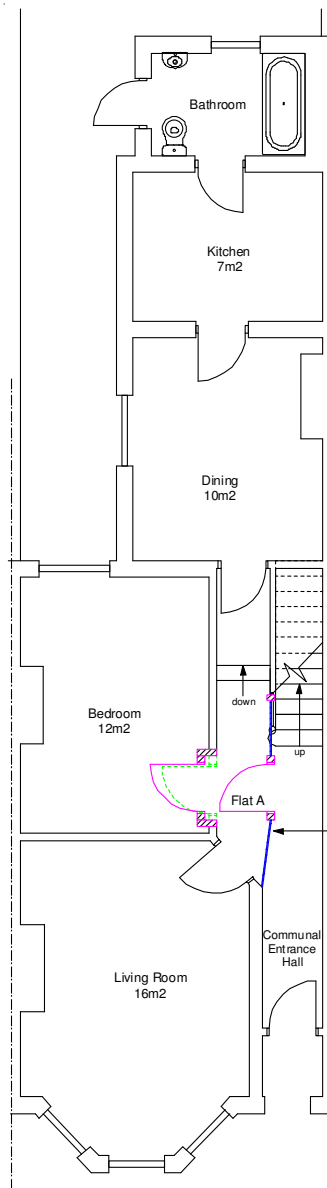 Bathroom
Kitchen
7m2
Dining
10m2
down
up
Bedroom
12m2
Flat A
Communal
Entrance
Hall
Living Room
16m2